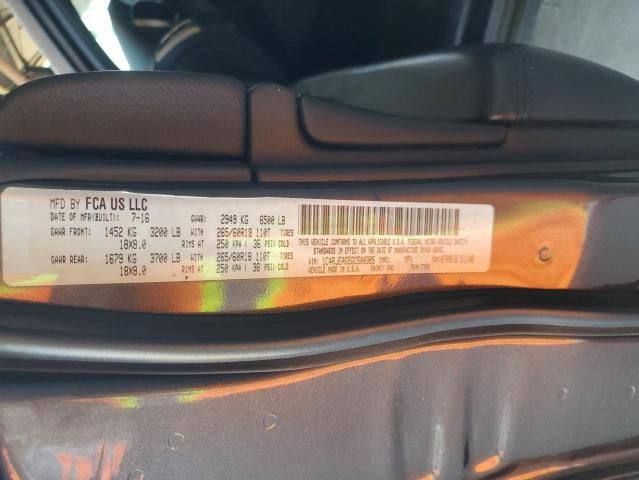 MFD BY FCA US LLC
DATE OF MFR(BUILT): 7-16 GVWR: 2949 KG 6500 LB
GAWR FRONT: 1452 KG 3200 LB WITH 265/60R18 110T TIRES
18X8.0 RIMS AT 250 KPA( 36 PSI COLD
GAWR REAR: 1679 KG 3700 LB WITH 265/60R18 110T TIRES
18X8.0 RIMS AT 250 KPA( 36 PSI COLD
THIS VEHICLE CONFORMS TO ALL APPLICABLE U.S.A. FEDERAL MOTOR VEHICLE SAFETY
STANDARDS IN EFFECT ON THE DATE OF MANUFACTURE SHOWN ABOVE.
VIN: TYPE: MPV
VEHICLE MADE IN U.S.A. PAINT: TRIM: